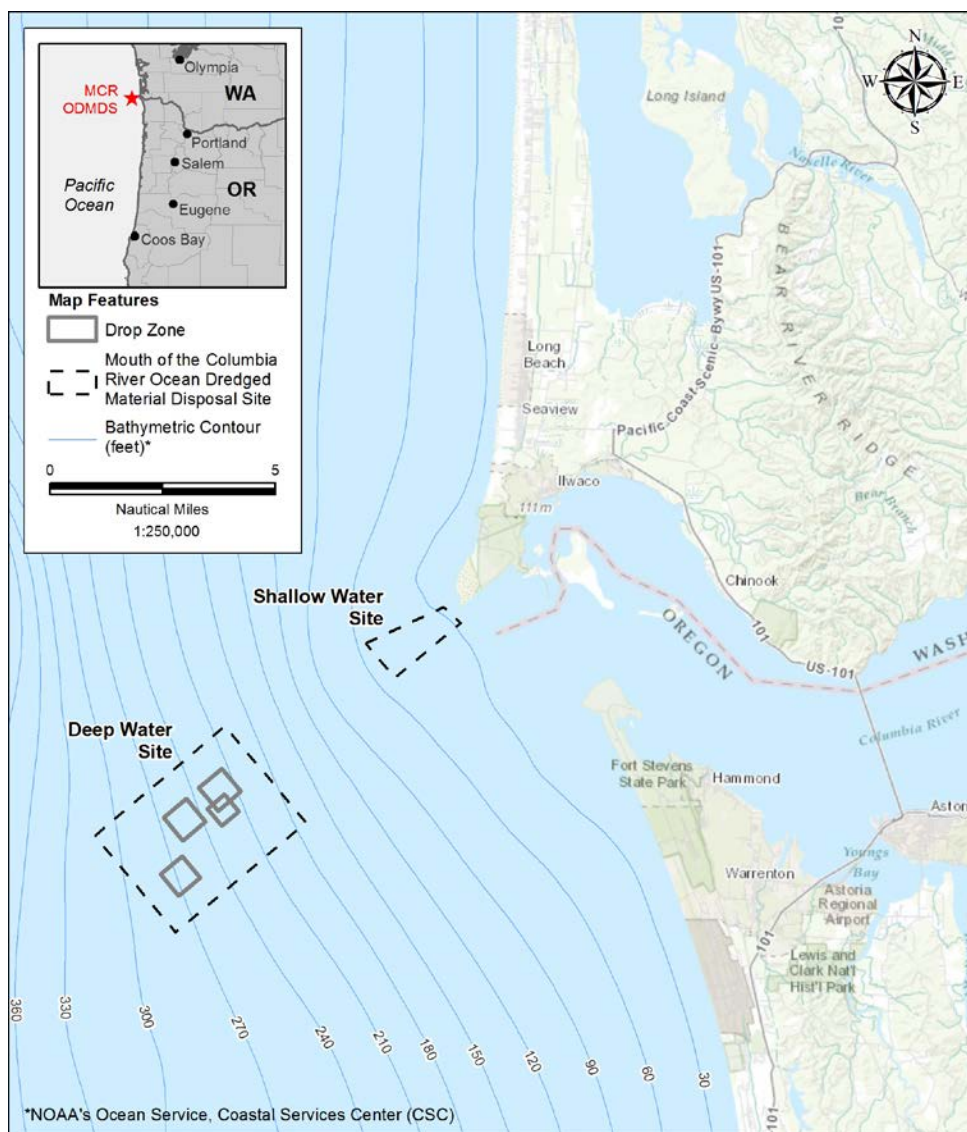 Olympia
WA
MCR
ODMDS
Portland
Salem
OR
Pacific
Ocean
Eugene
Coos Bay
Map Features
Drop Zone
Mouth of the Columbia
River Ocean Dredged
Material Disposal Site
Bathymetric Contour
(feet)*
0 5
Nautical Miles
1:250,000
N
W E
S
Long Island
Naselle River
Middle
BEAR RIVER RIDGE
Pacific-Coast-Scenic-Bywy US-101
Long
Beach
Seaview
Ilwaco
111m
Bear Branch
Chinook
Shallow Water
Site
OREGON
WASH
101
US-101
Columbia River
Deep Water
Site
Fort Stevens
State Park
Hammond
Asto
Youngs
Bay
Warrenton
Astoria
Regional
Airport
101
Lewis and
Clark Nat'l
Hist'l Park
101
360
330
300
270
240
210
180
150
120
90
60
30
*NOAA's Ocean Service, Coastal Services Center (CSC)